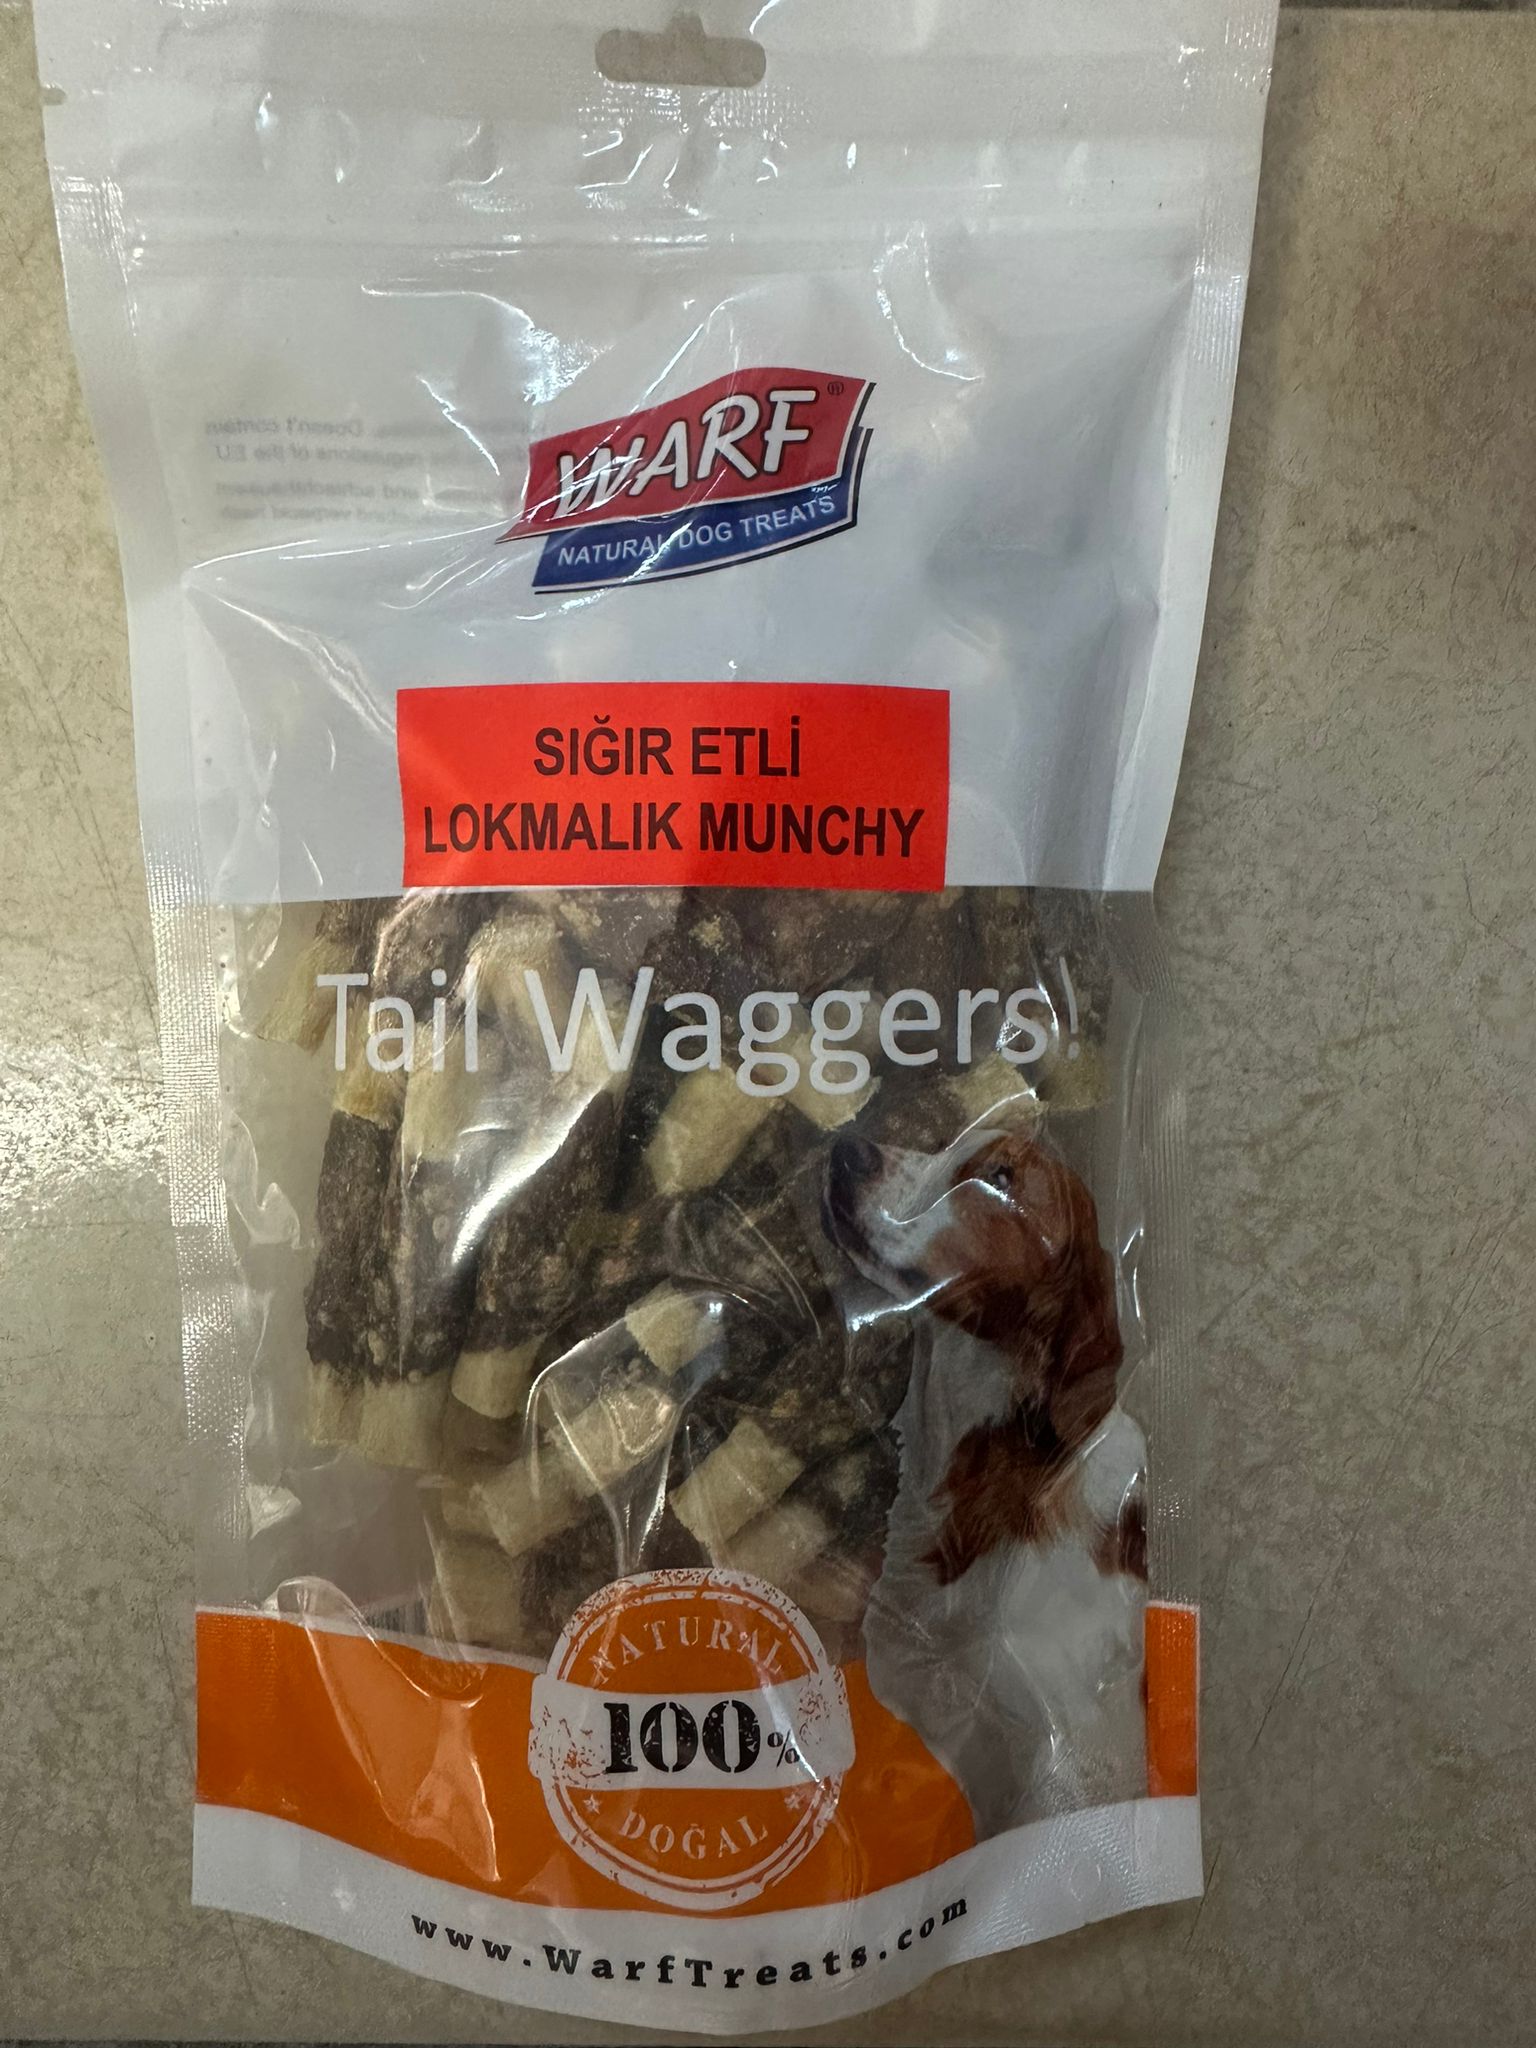 WARF ®
NATURAL DOG TREATS
SIĞIR ETLİ
LOKMALIK MUNCHY
Tail Waggers!
NATURAL
100%
DOĞAL
www.WarfTreats.com